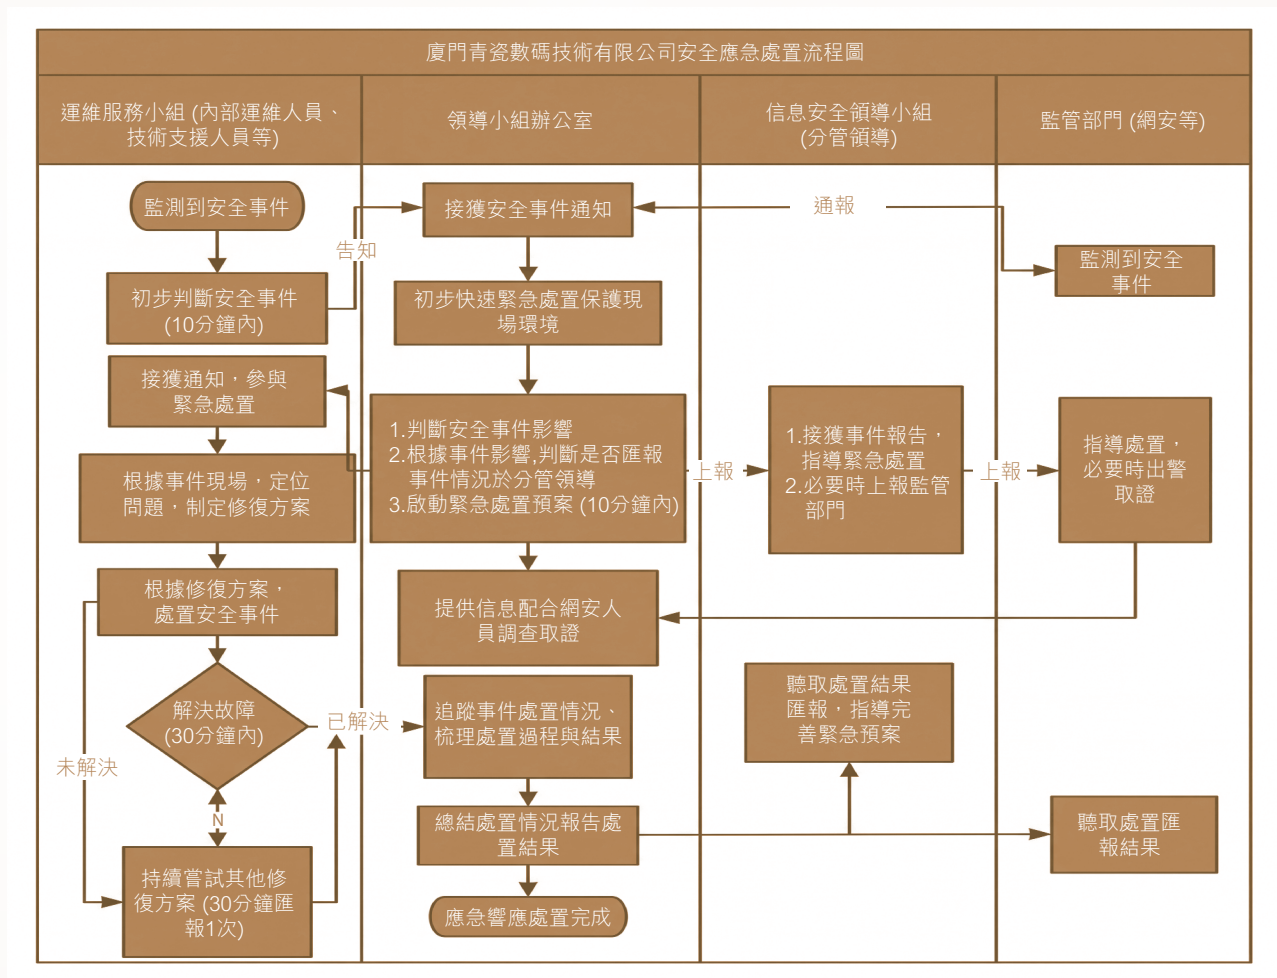 廈門青瓷數碼技術有限公司安全應急處置流程圖
運維服務小組 (內部運維人員、
技術支援人員等)
領導小組辦公室
信息安全領導小組
(分管領導)
監管部門 (網安等)
監測到安全事件
告知
初步判斷安全事件
(10分鐘內)
接獲通知，參與
緊急處置
根據事件現場，定位
問題，制定修復方案
根據修復方案，
處置安全事件
解決故障
(30分鐘內)
已解決
未解決
N
持續嘗試其他修
復方案 (30分鐘匯
報1次)
接獲安全事件通知
初步快速緊急處置保護現
場環境
1.判斷安全事件影響
2.根據事件影響,判斷是否匯報
事件情況於分管領導
3.啟動緊急處置預案 (10分鐘內)
提供信息配合網安人
員調查取證
追蹤事件處置情況、
梳理處置過程與結果
總結處置情況報告處
置結果
應急響應處置完成
通報
上報
1.接獲事件報告，
指導緊急處置
2.必要時上報監管
部門
上報
聽取處置結果
匯報，指導完
善緊急預案
監測到安全
事件
指導處置，
必要時出警
取證
聽取處置匯
報結果